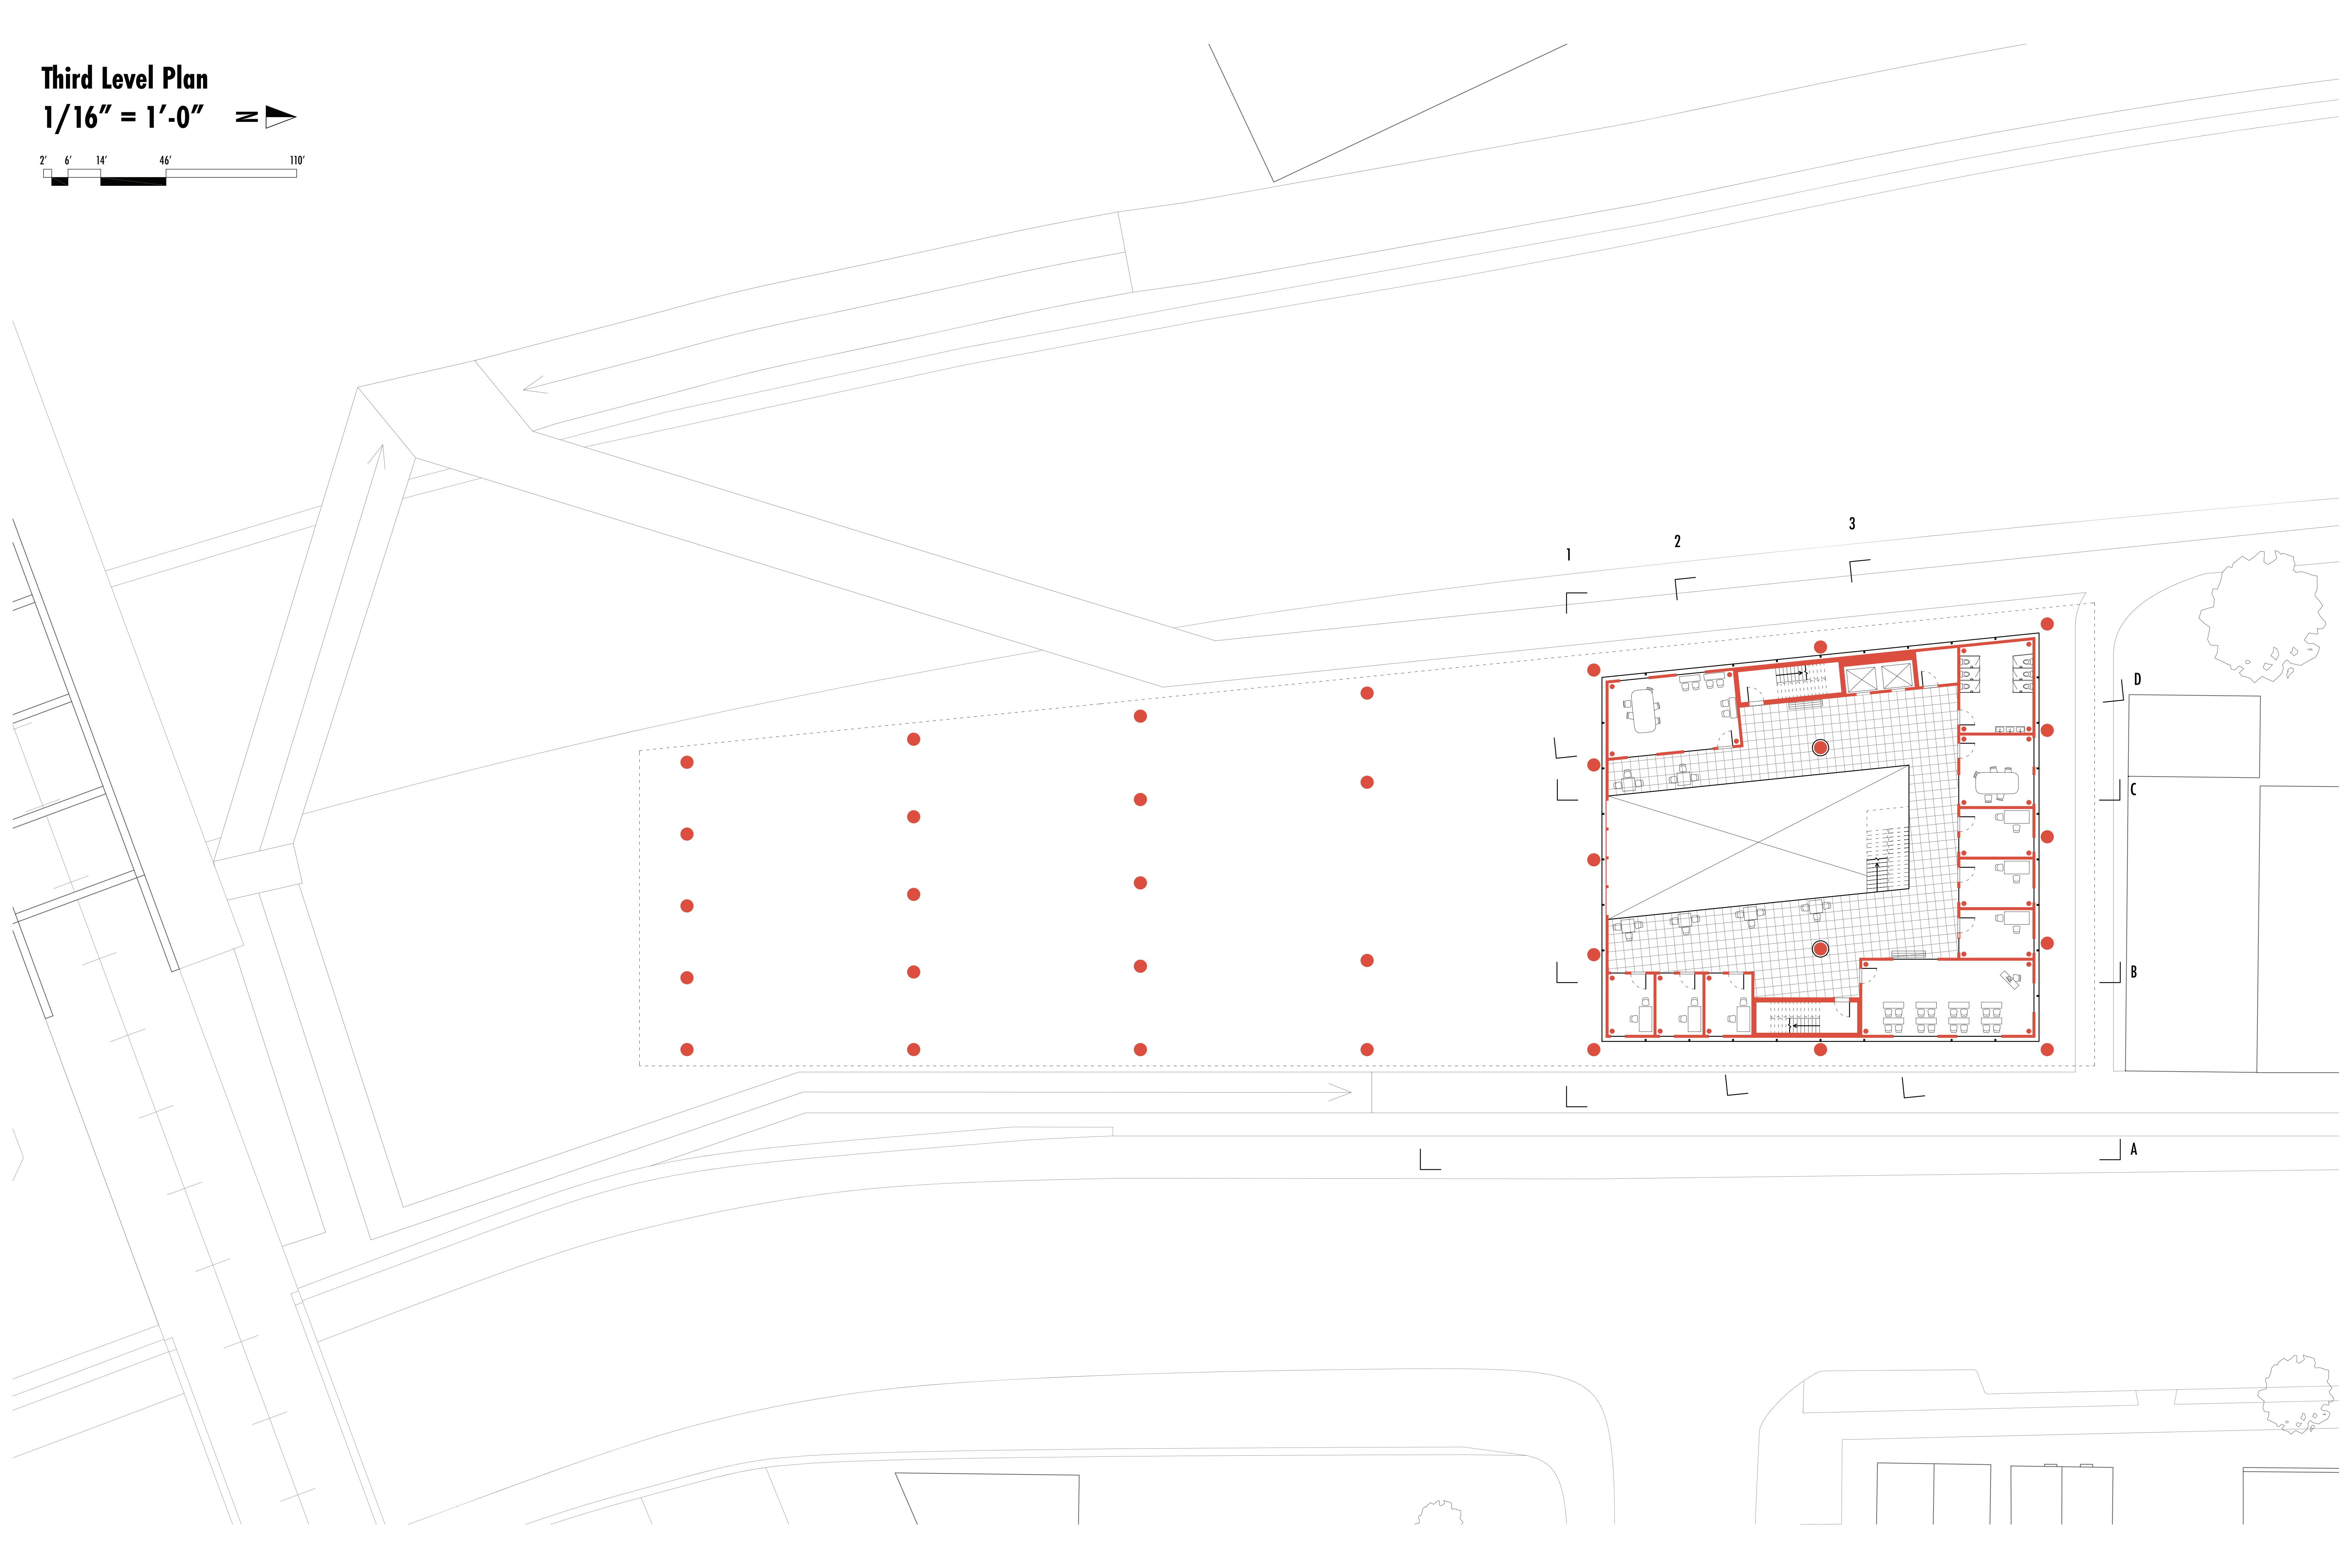 Third Level Plan
1/16” = 1’-0” N
2’ 6’ 14’ 46’ 110’
3
2
1
D
C
B
A